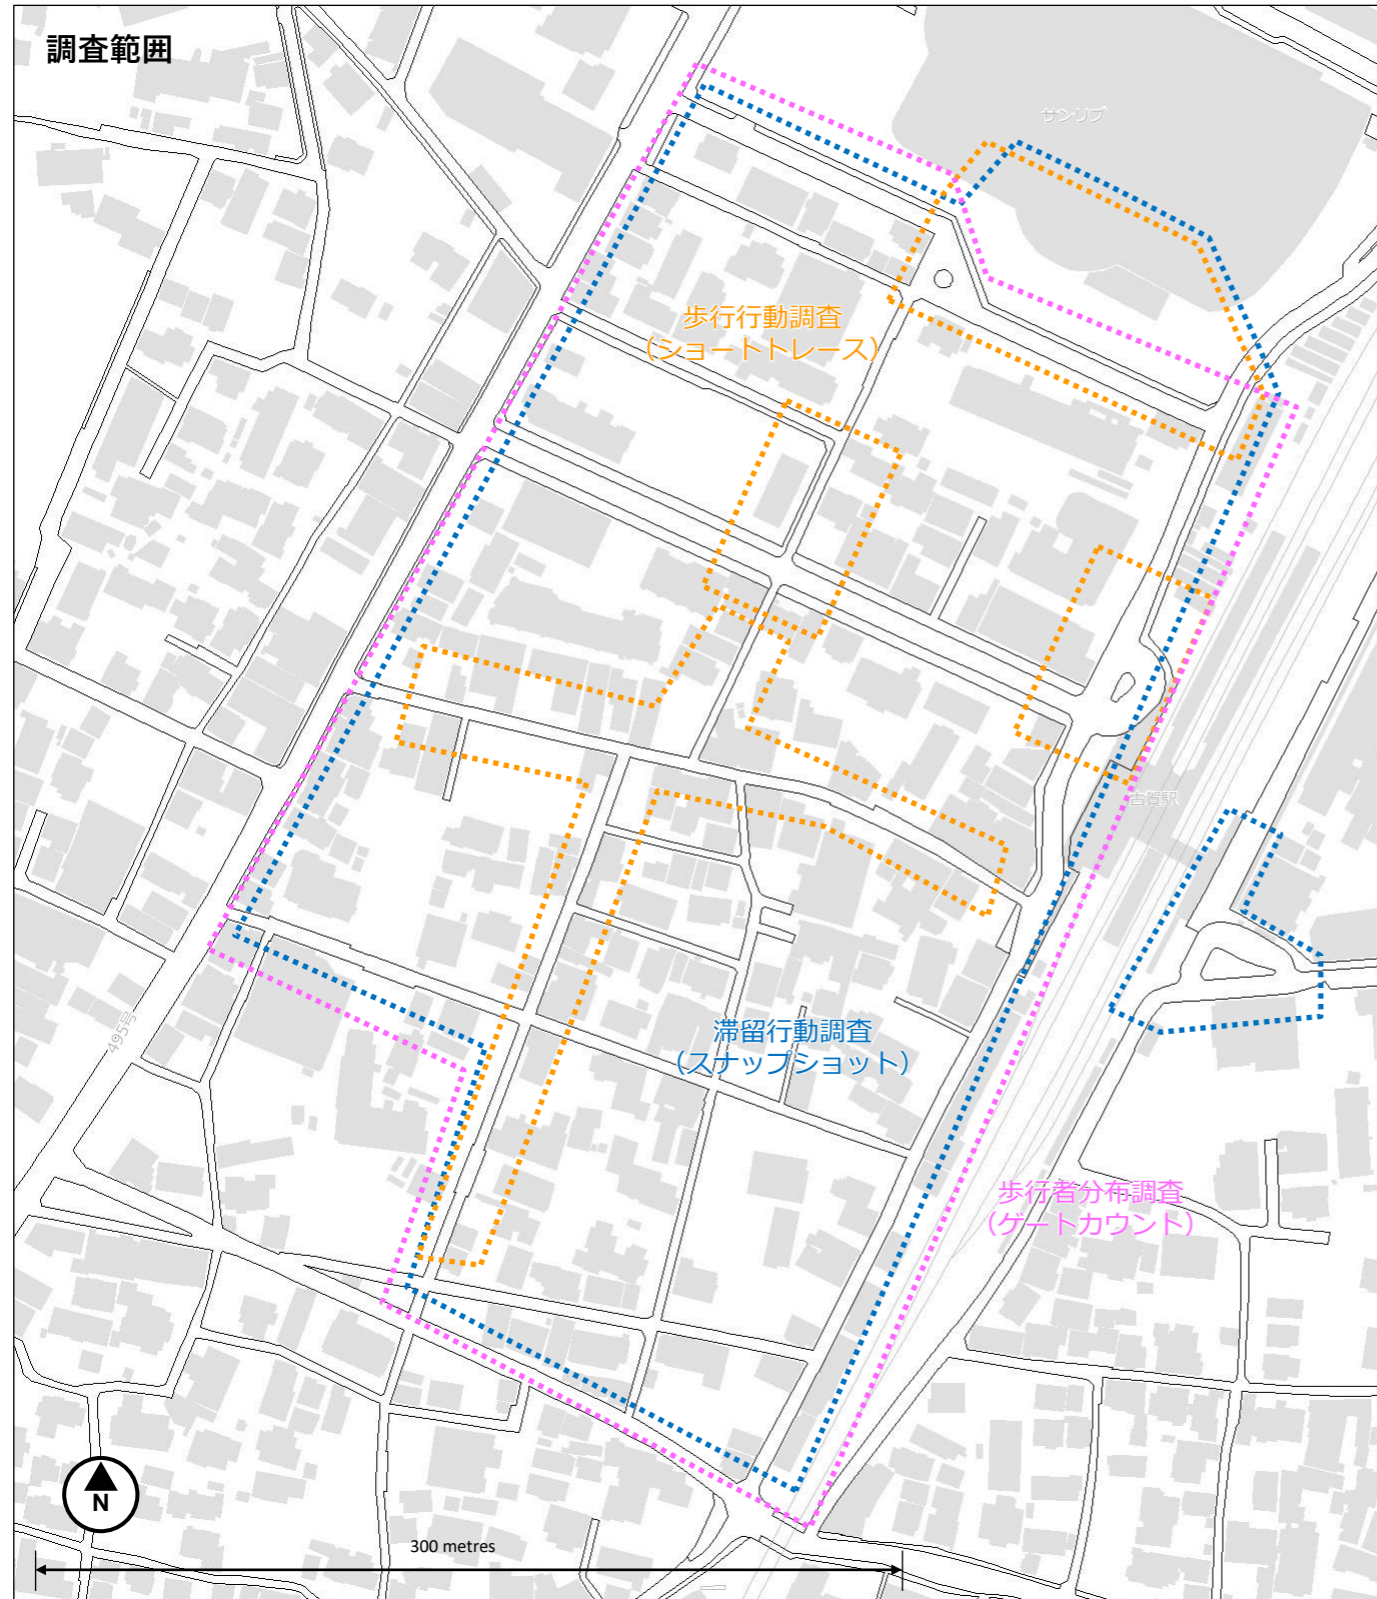 調査範囲
サンリブ
歩行行動調査
（ショートトレース）
古賀駅
495号
滞留行動調査
（スナップショット）
歩行者分布調査
（ゲートカウント）
N
300 metres